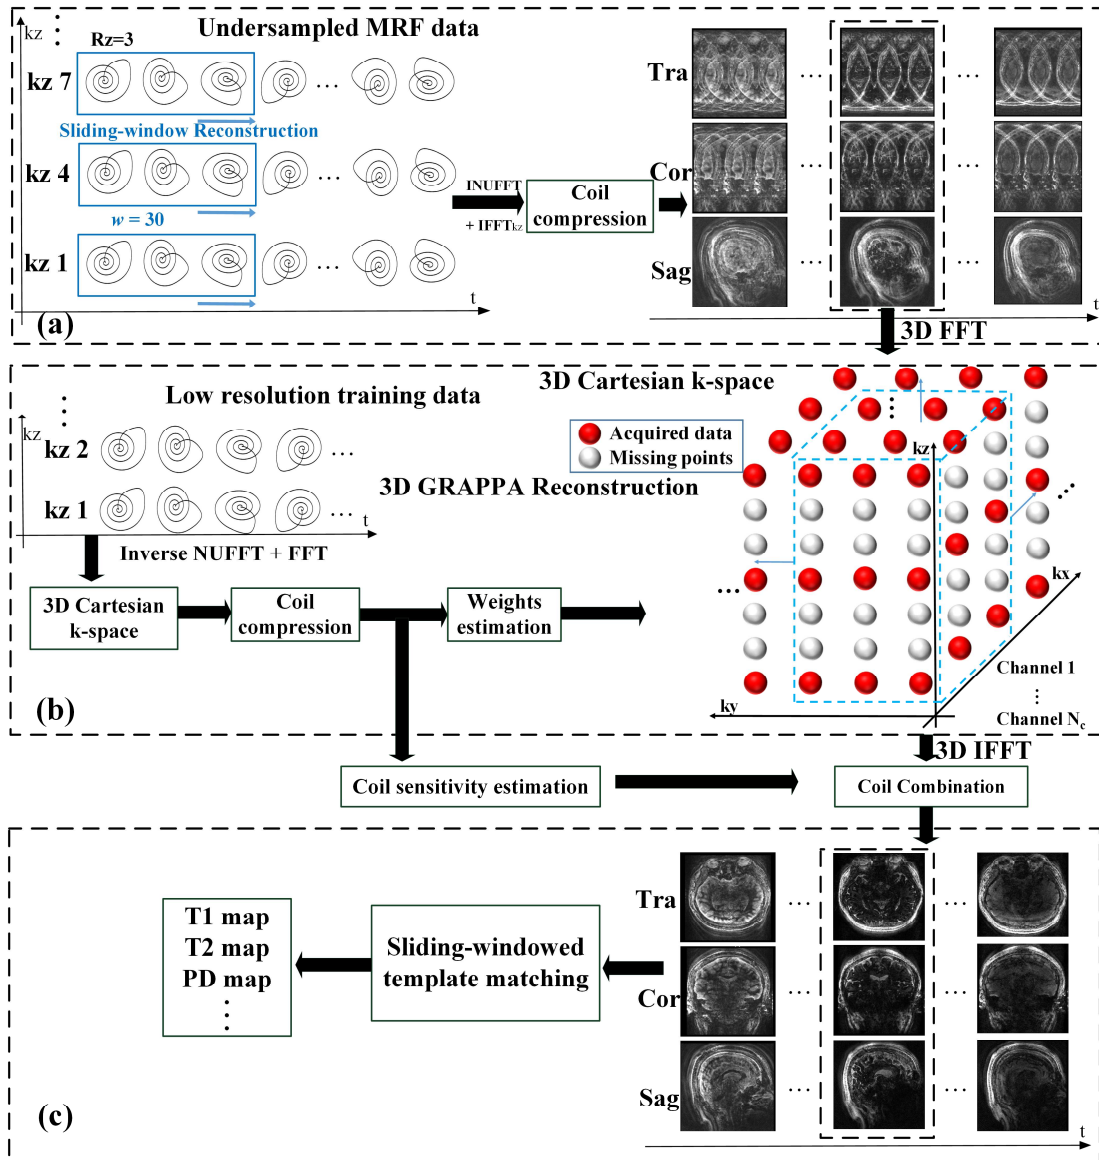 Undersampled MRF data
kz
Rz=3
kz 7
Sliding-window Reconstruction
kz 4
w = 30
kz 1
t
(a)
INUFFT
+ IFFTkz
Coil
compression
Tra
...
...
Cor
...
...
Sag
...
...
t
3D FFT
Low resolution training data
kz
kz 2
kz 1
...
t
Inverse NUFFT + FFT
3D Cartesian
k-space
Coil
compression
Weights
estimation
(b)
3D Cartesian k-space
Acquired data
Missing points
3D GRAPPA Reconstruction
kz
kx
ky
...
Channel 1
Channel Nc
3D IFFT
Coil sensitivity estimation
Coil Combination
T1 map
T2 map
PD map
Sliding-windowed
template matching
Tra
...
...
Cor
...
...
Sag
...
...
t
(c)